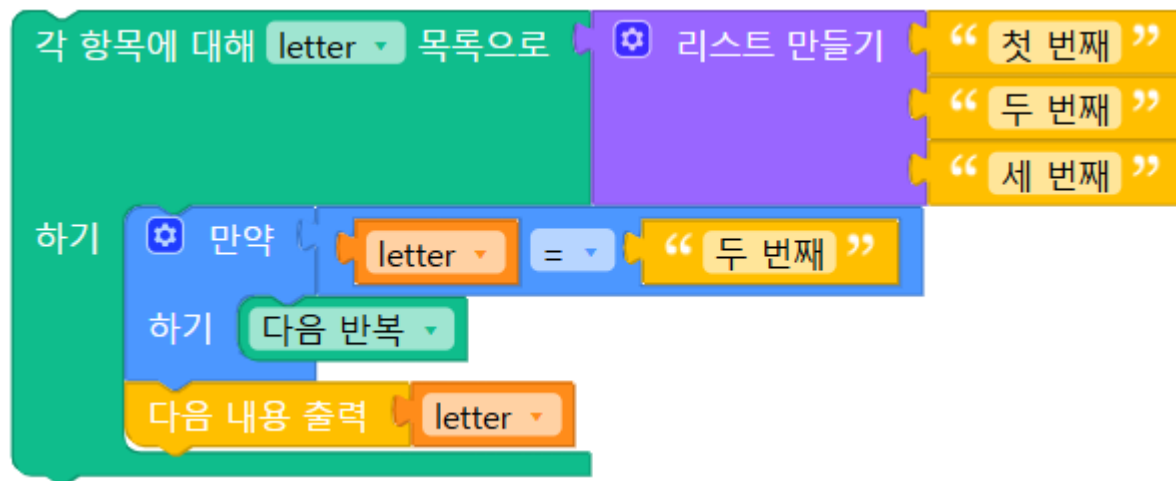 각 항목에 대해 letter 목록으로 리스트 만들기 “ 첫 번째 ”
“ 두 번째 ”
“ 세 번째 ”
하기 만약 letter = “ 두 번째 ”
하기 다음 반복
다음 내용 출력 letter